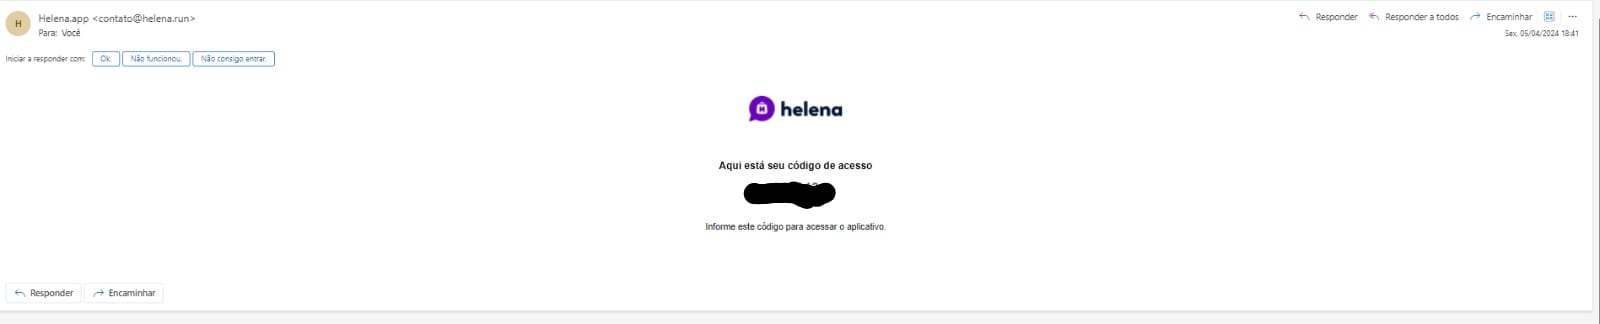 H
Helena.app <contato@helena.run>
Para: Você
Responder
Responder a todos
Encaminhar
Sex, 05/04/2024 18:41
Iniciar a responder com:
Ok.
Não funcionou.
Não consigo entrar.
helena
Aqui está seu código de acesso
Informe este código para acessar o aplicativo.
Responder
Encaminhar